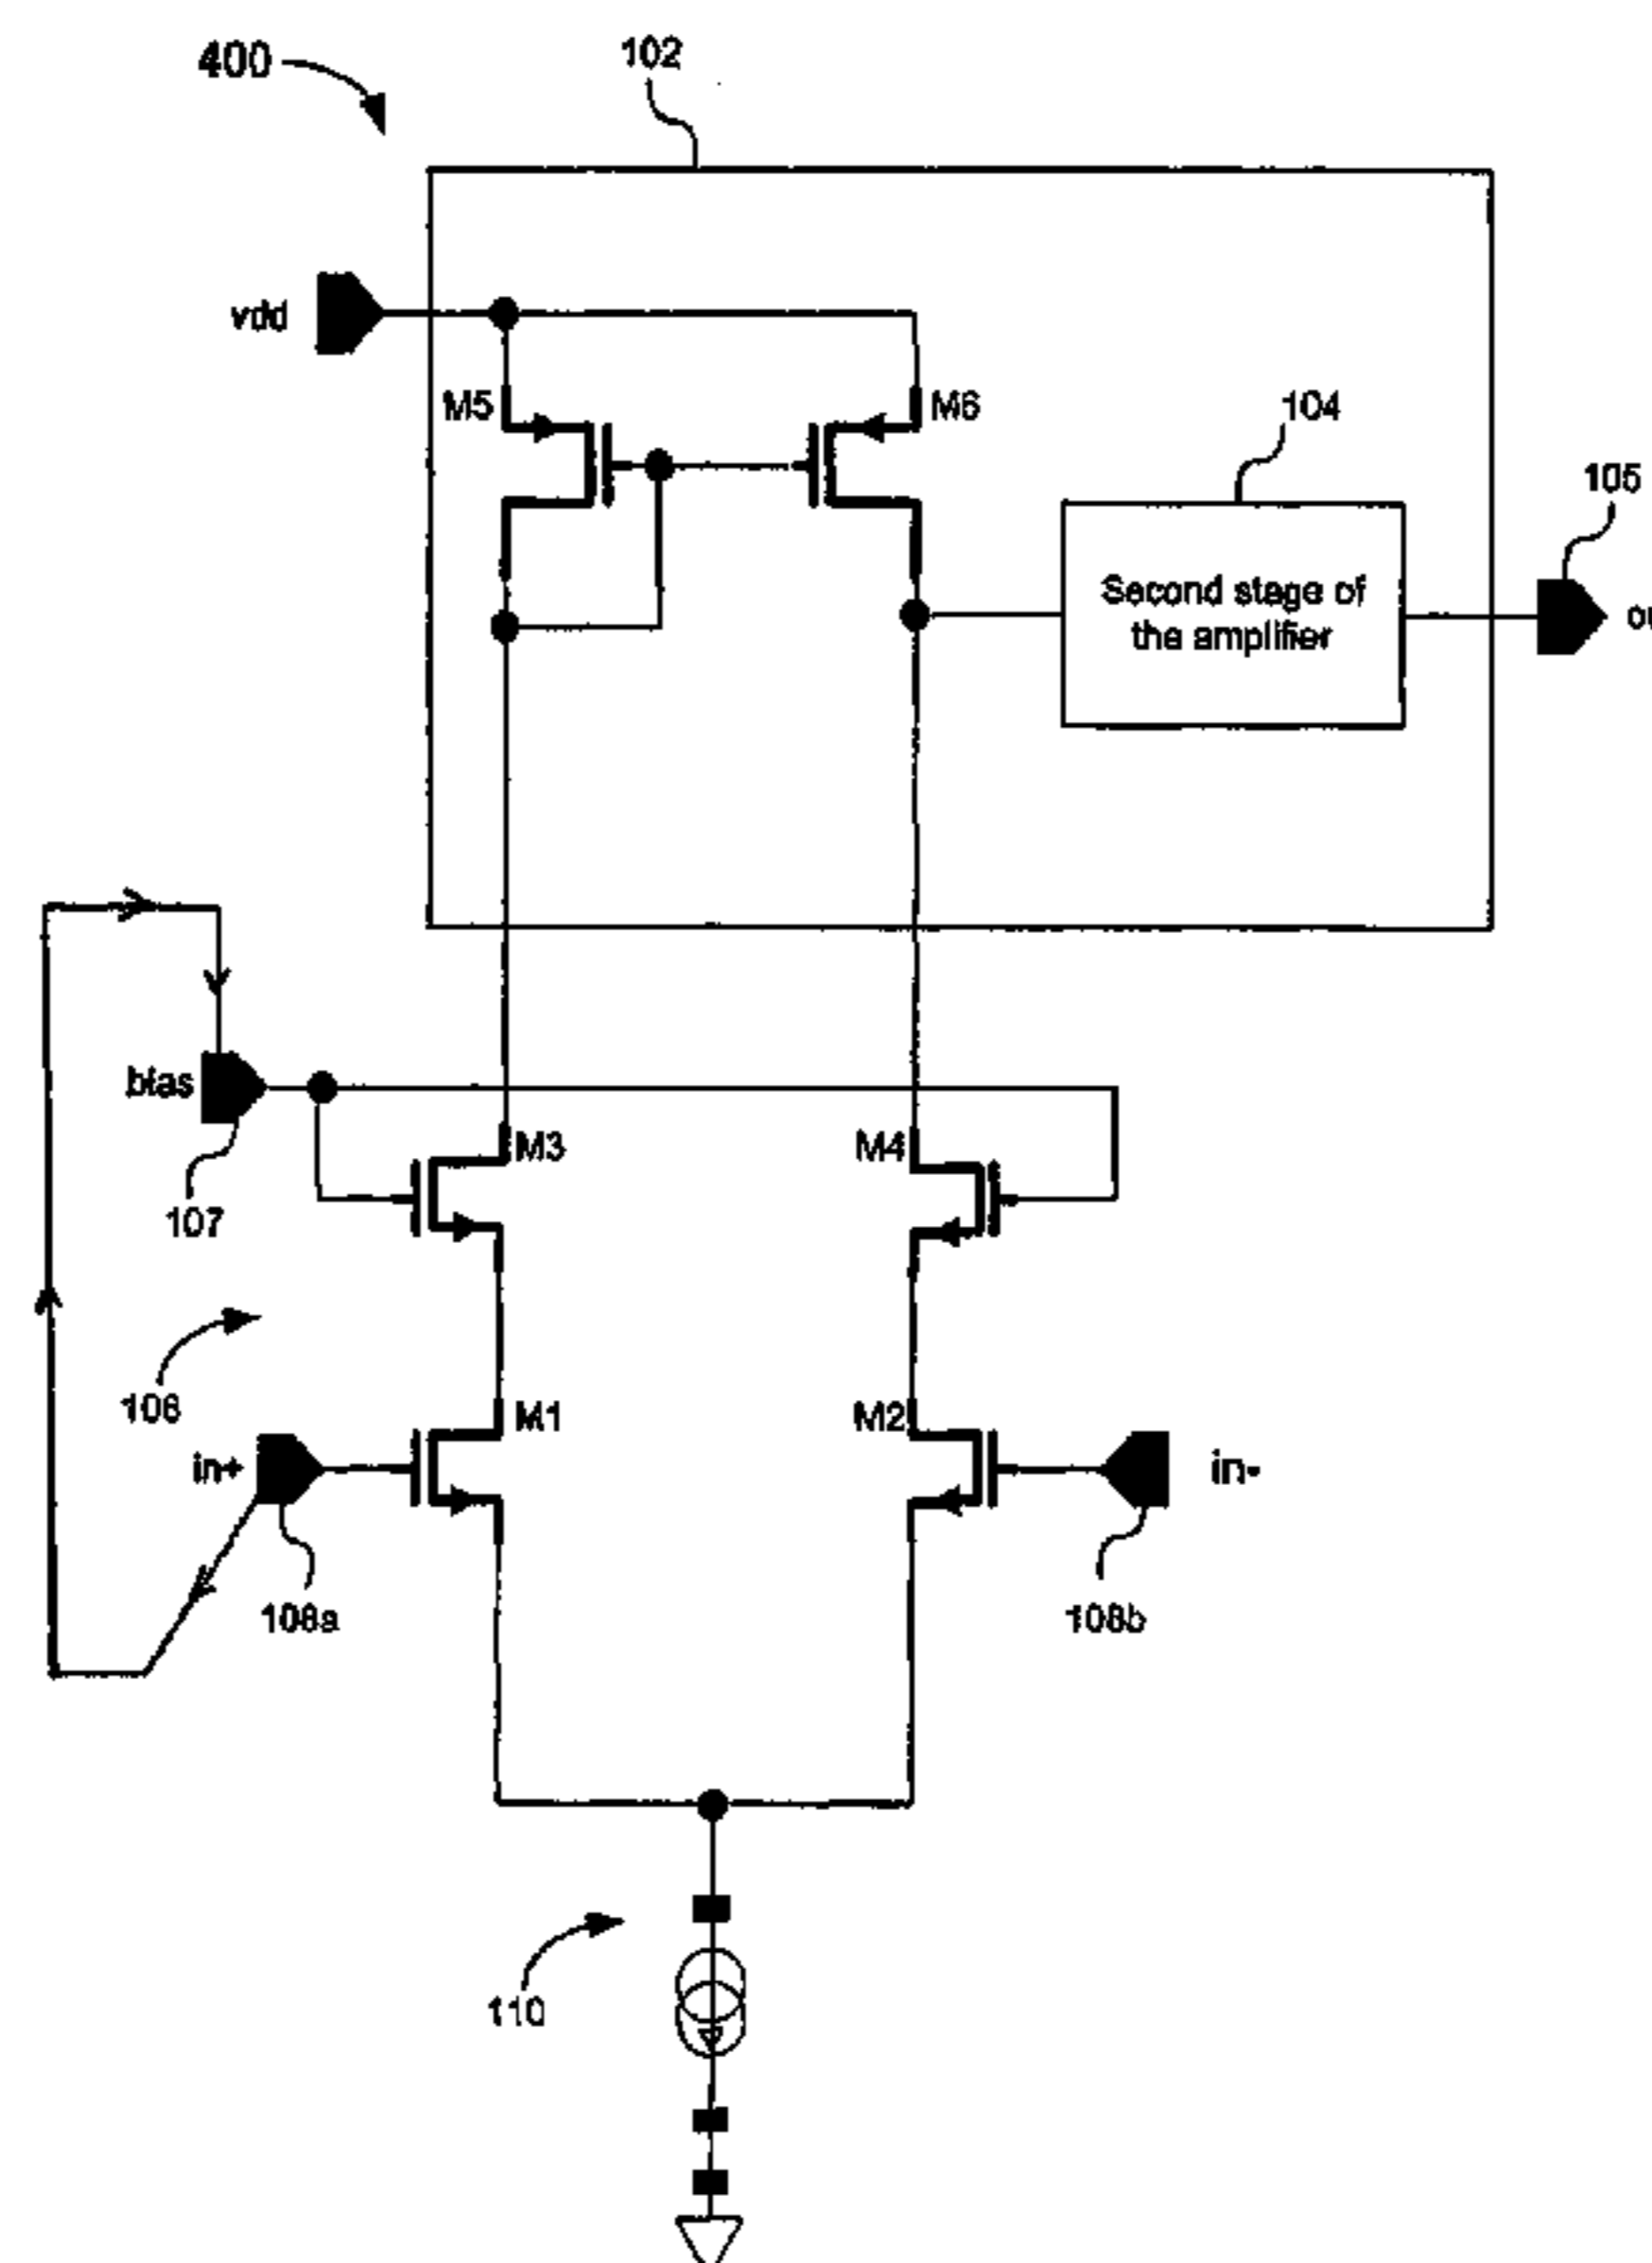 400
102
vdd
M5
M6
104
105
Second stage of
the amplifier
bias
M3
M4
107
106
M1
M2
in+
in-
108a
108b
110